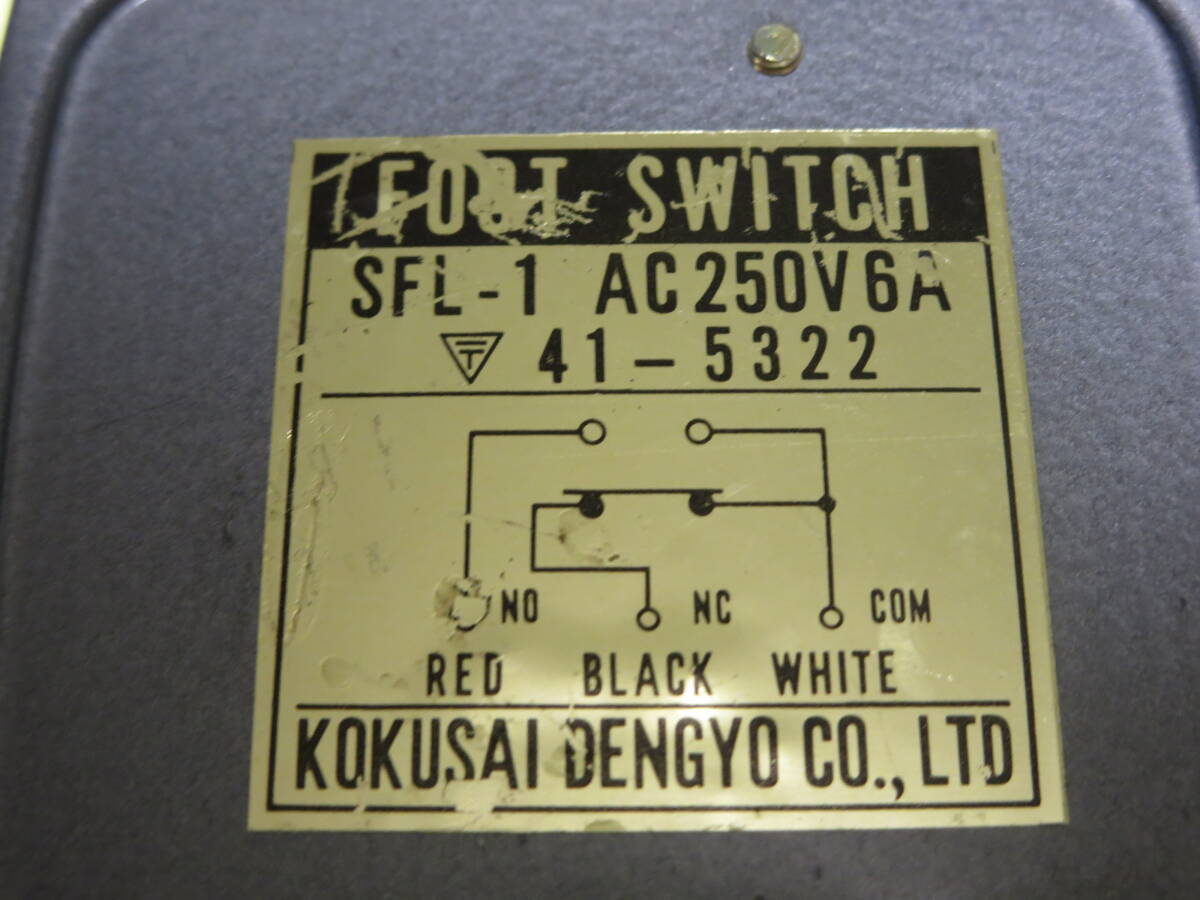 FOOT SWITCH
SFL-1 AC250V6A
T 41-5322
NO NC COM
RED BLACK WHITE
KOKUSAI DENGYO CO., LTD